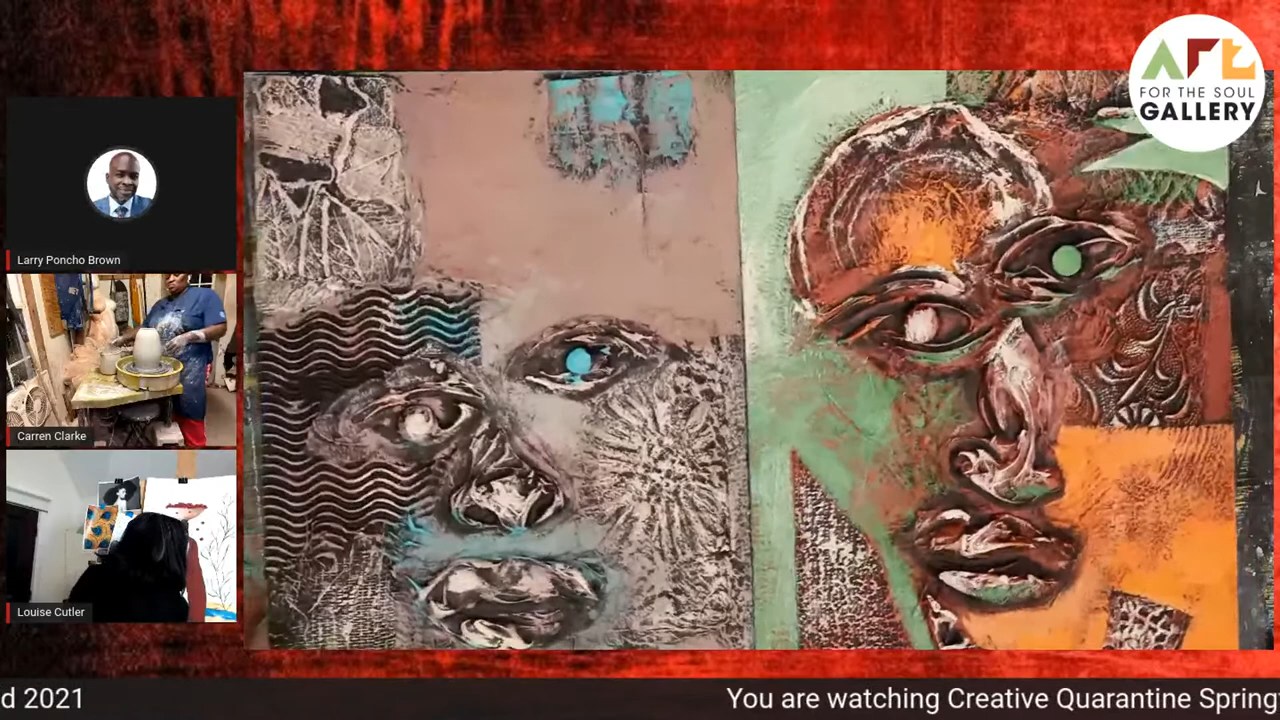 ART
FOR THE SOUL
GALLERY
Larry Poncho Brown
Carren Clarke
Louise Cutler
d 2021
You are watching Creative Quarantine Spring